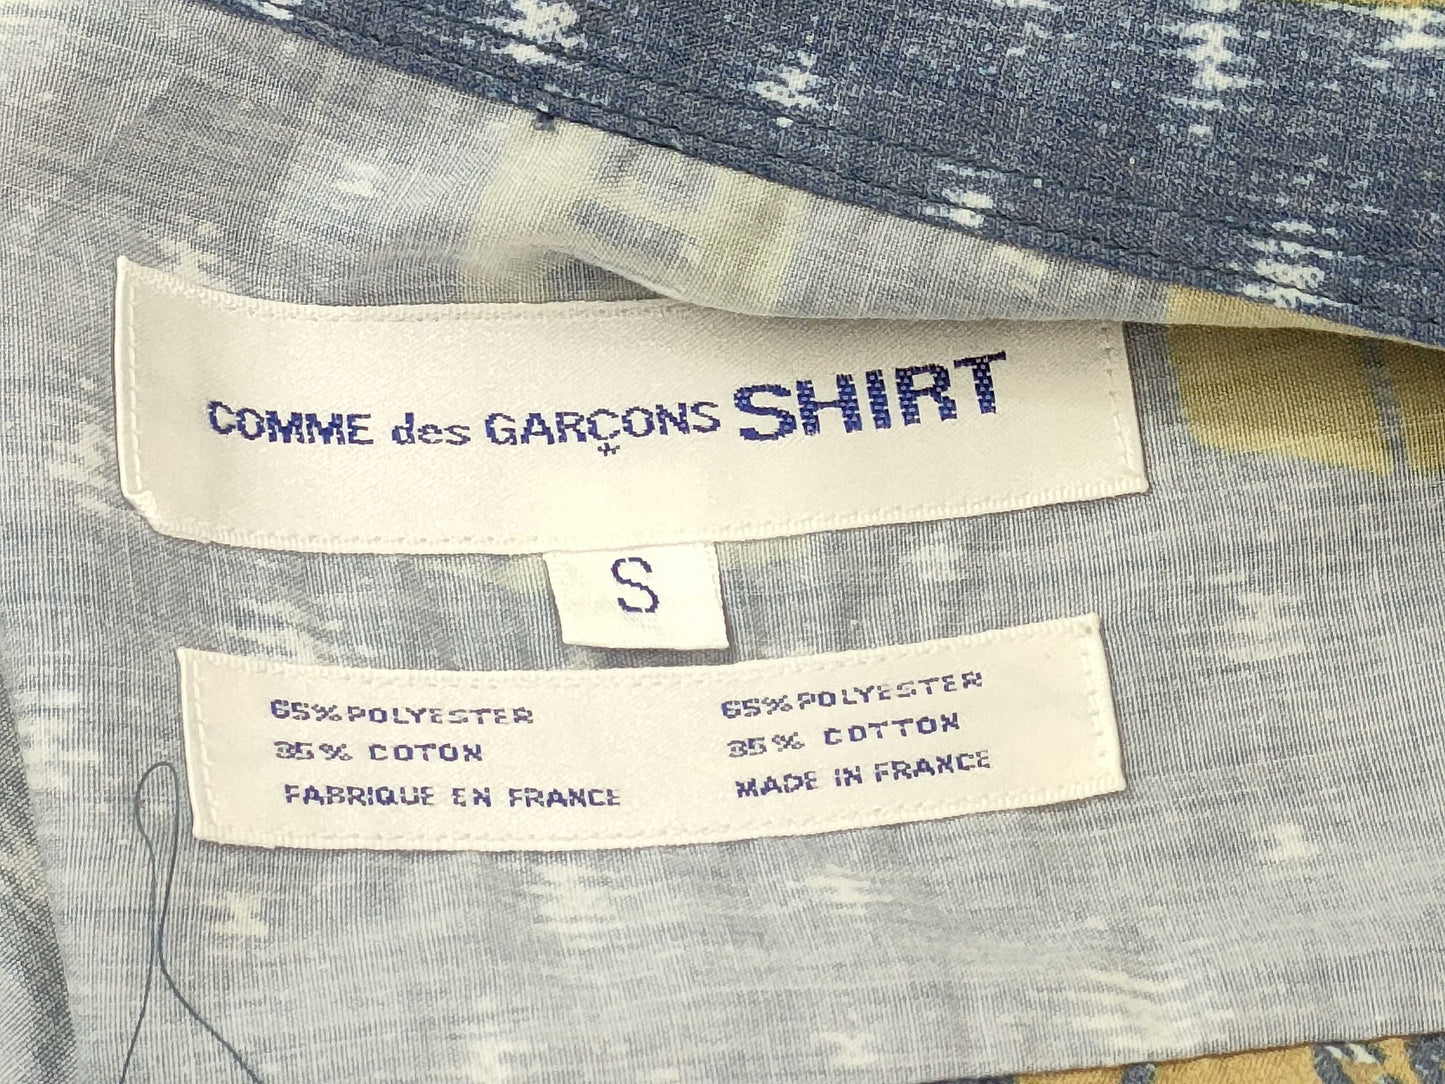 COMME des GARÇONS SHIRT
S
65% POLYESTER
35% COTON
FABRIQUE EN FRANCE
65% POLYESTER
35% COTTON
MADE IN FRANCE